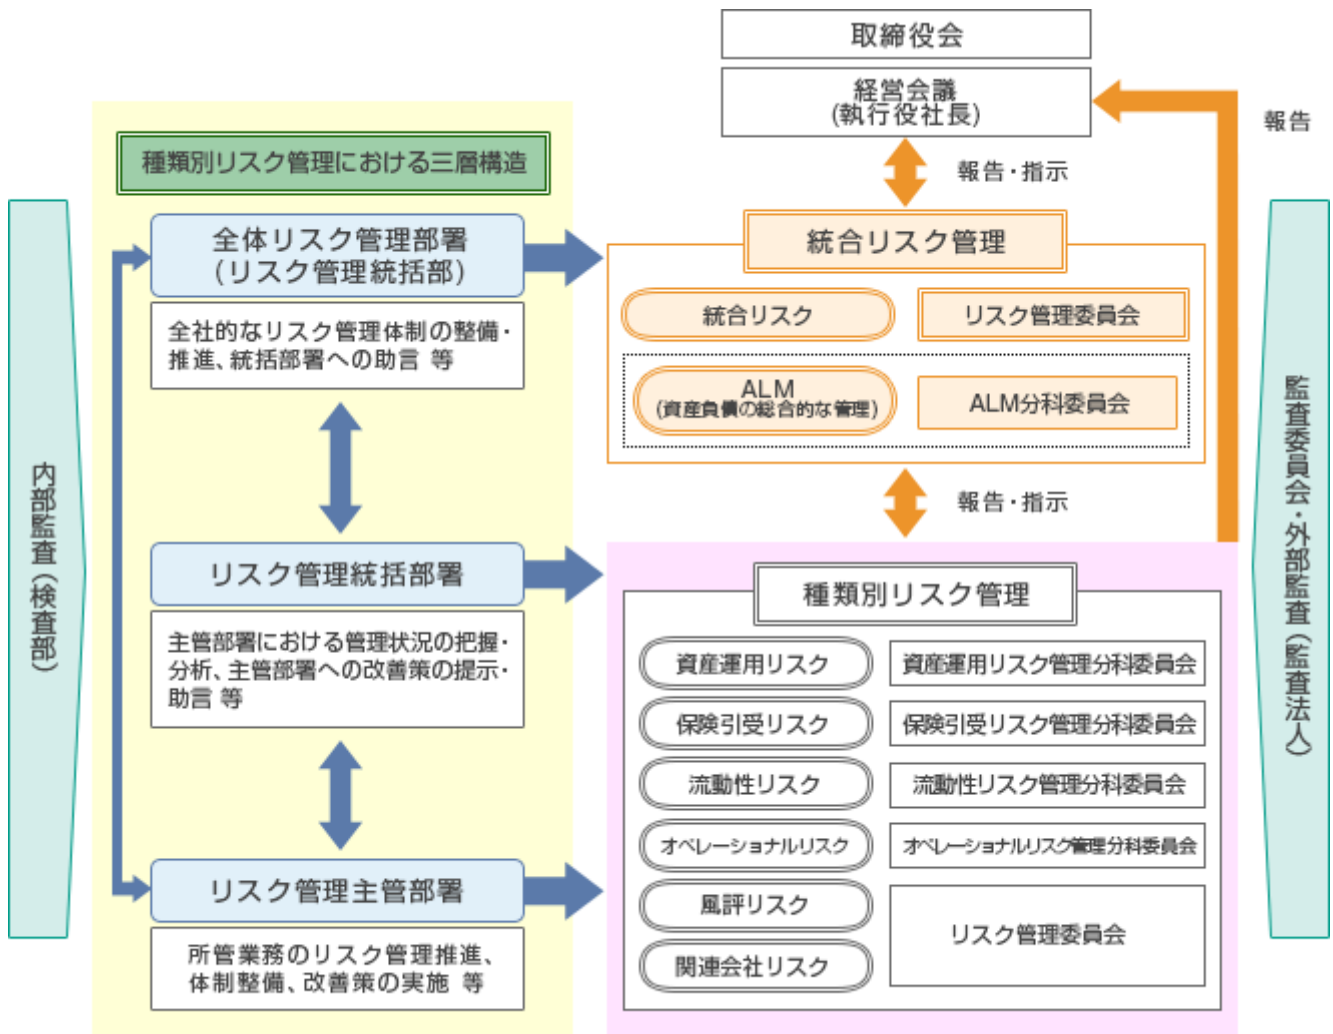 取締役会
経営会議
(執行役社長)
報告
報告・指示
種類別リスク管理における三層構造
全体リスク管理部署
(リスク管理統括部)
全社的なリスク管理体制の整備・
推進、統括部署への助言 等
リスク管理統括部署
主管部署における管理状況の把握・
分析、主管部署への改善策の提示・
助言 等
リスク管理主管部署
所管業務のリスク管理推進、
体制整備、改善策の実施 等
統合リスク管理
統合リスク
リスク管理委員会
ALM
(資産負債の総合的な管理)
ALM分科委員会
報告・指示
種類別リスク管理
資産運用リスク
資産運用リスク管理分科委員会
保険引受リスク
保険引受リスク管理分科委員会
流動性リスク
流動性リスク管理分科委員会
オペレーショナルリスク
オペレーショナルリスク管理分科委員会
風評リスク
関連会社リスク
リスク管理委員会
内部監査(検査部)
監査委員会・外部監査(監査法人)